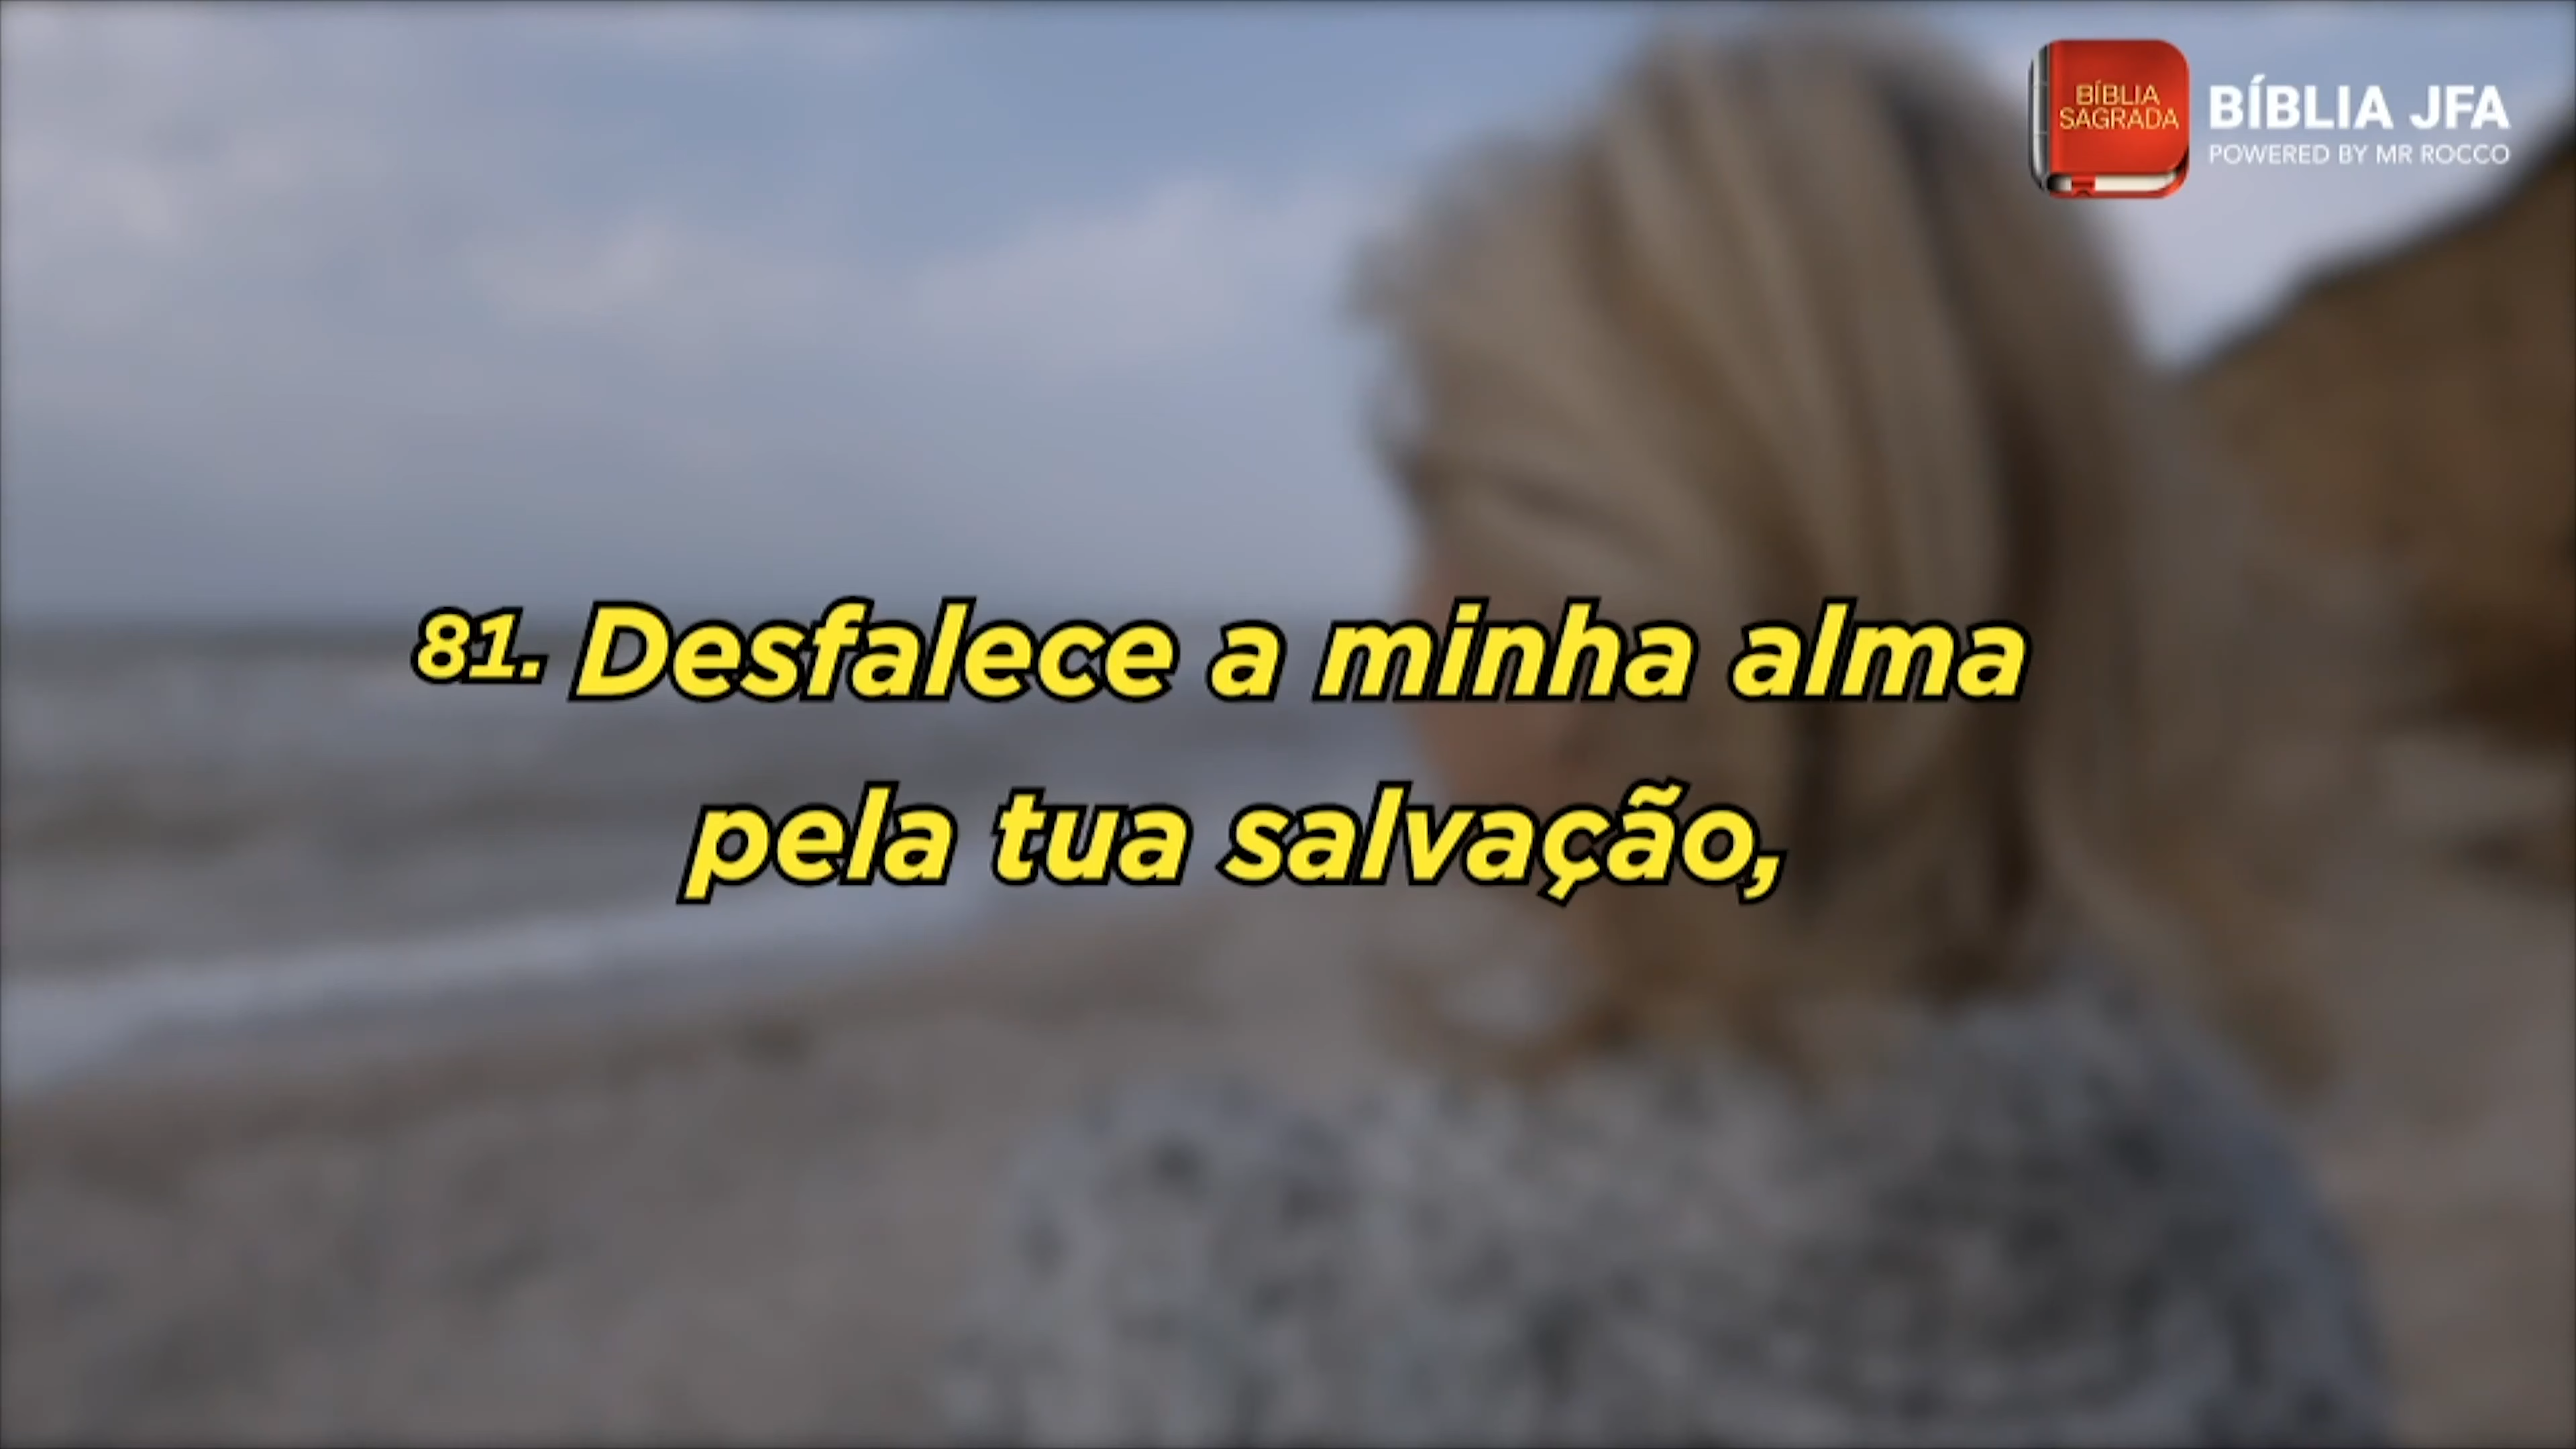 BÍBLIA
SAGRADA
BÍBLIA JFA
POWERED BY MR ROCCO
81. Desfalece a minha alma
pela tua salvação,